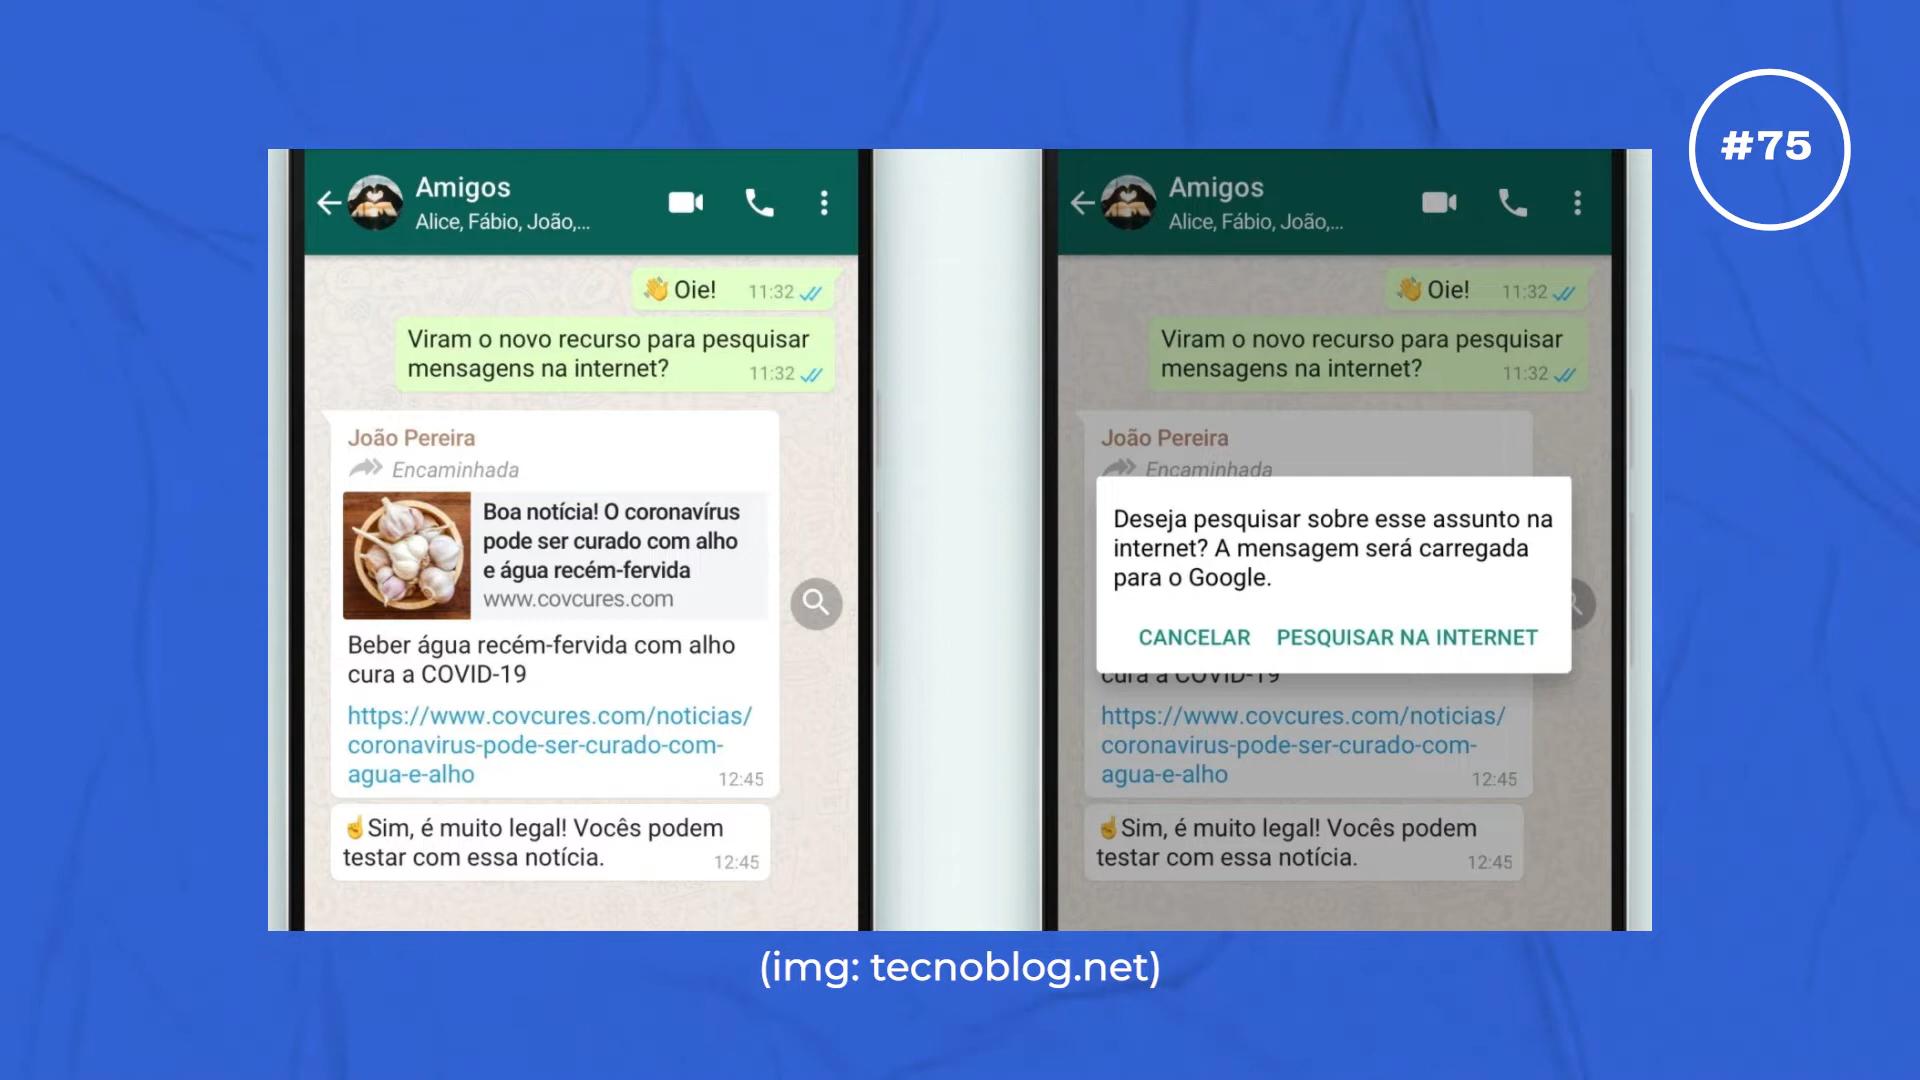 #75
Amigos
Alice, Fábio, João,...
👋 Oie! 11:32
Viram o novo recurso para pesquisar
mensagens na internet? 11:32
João Pereira
Encaminhada
Boa notícia! O coronavírus
pode ser curado com alho
e água recém-fervida
www.covcures.com
Beber água recém-fervida com alho
cura a COVID-19
https://www.covcures.com/noticias/
coronavirus-pode-ser-curado-com-
agua-e-alho 12:45
☝Sim, é muito legal! Vocês podem
testar com essa notícia. 12:45
Amigos
Alice, Fábio, João,...
👋 Oie! 11:32
Viram o novo recurso para pesquisar
mensagens na internet? 11:32
João Pereira
Encaminhada
Deseja pesquisar sobre esse assunto na
internet? A mensagem será carregada
para o Google.
CANCELAR PESQUISAR NA INTERNET
cura a COVID-19
https://www.covcures.com/noticias/
coronavirus-pode-ser-curado-com-
agua-e-alho 12:45
☝Sim, é muito legal! Vocês podem
testar com essa notícia. 12:45
(img: tecnoblog.net)